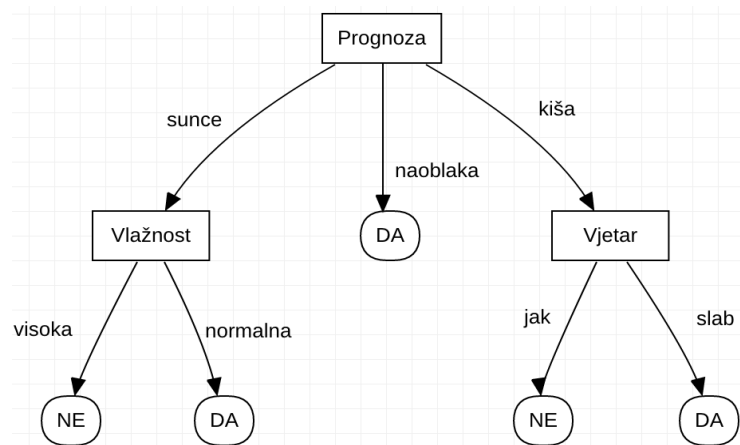 Prognoza
sunce
kiša
naoblaka
Vlažnost
DA
Vjetar
visoka
normalna
jak
slab
NE
DA
NE
DA